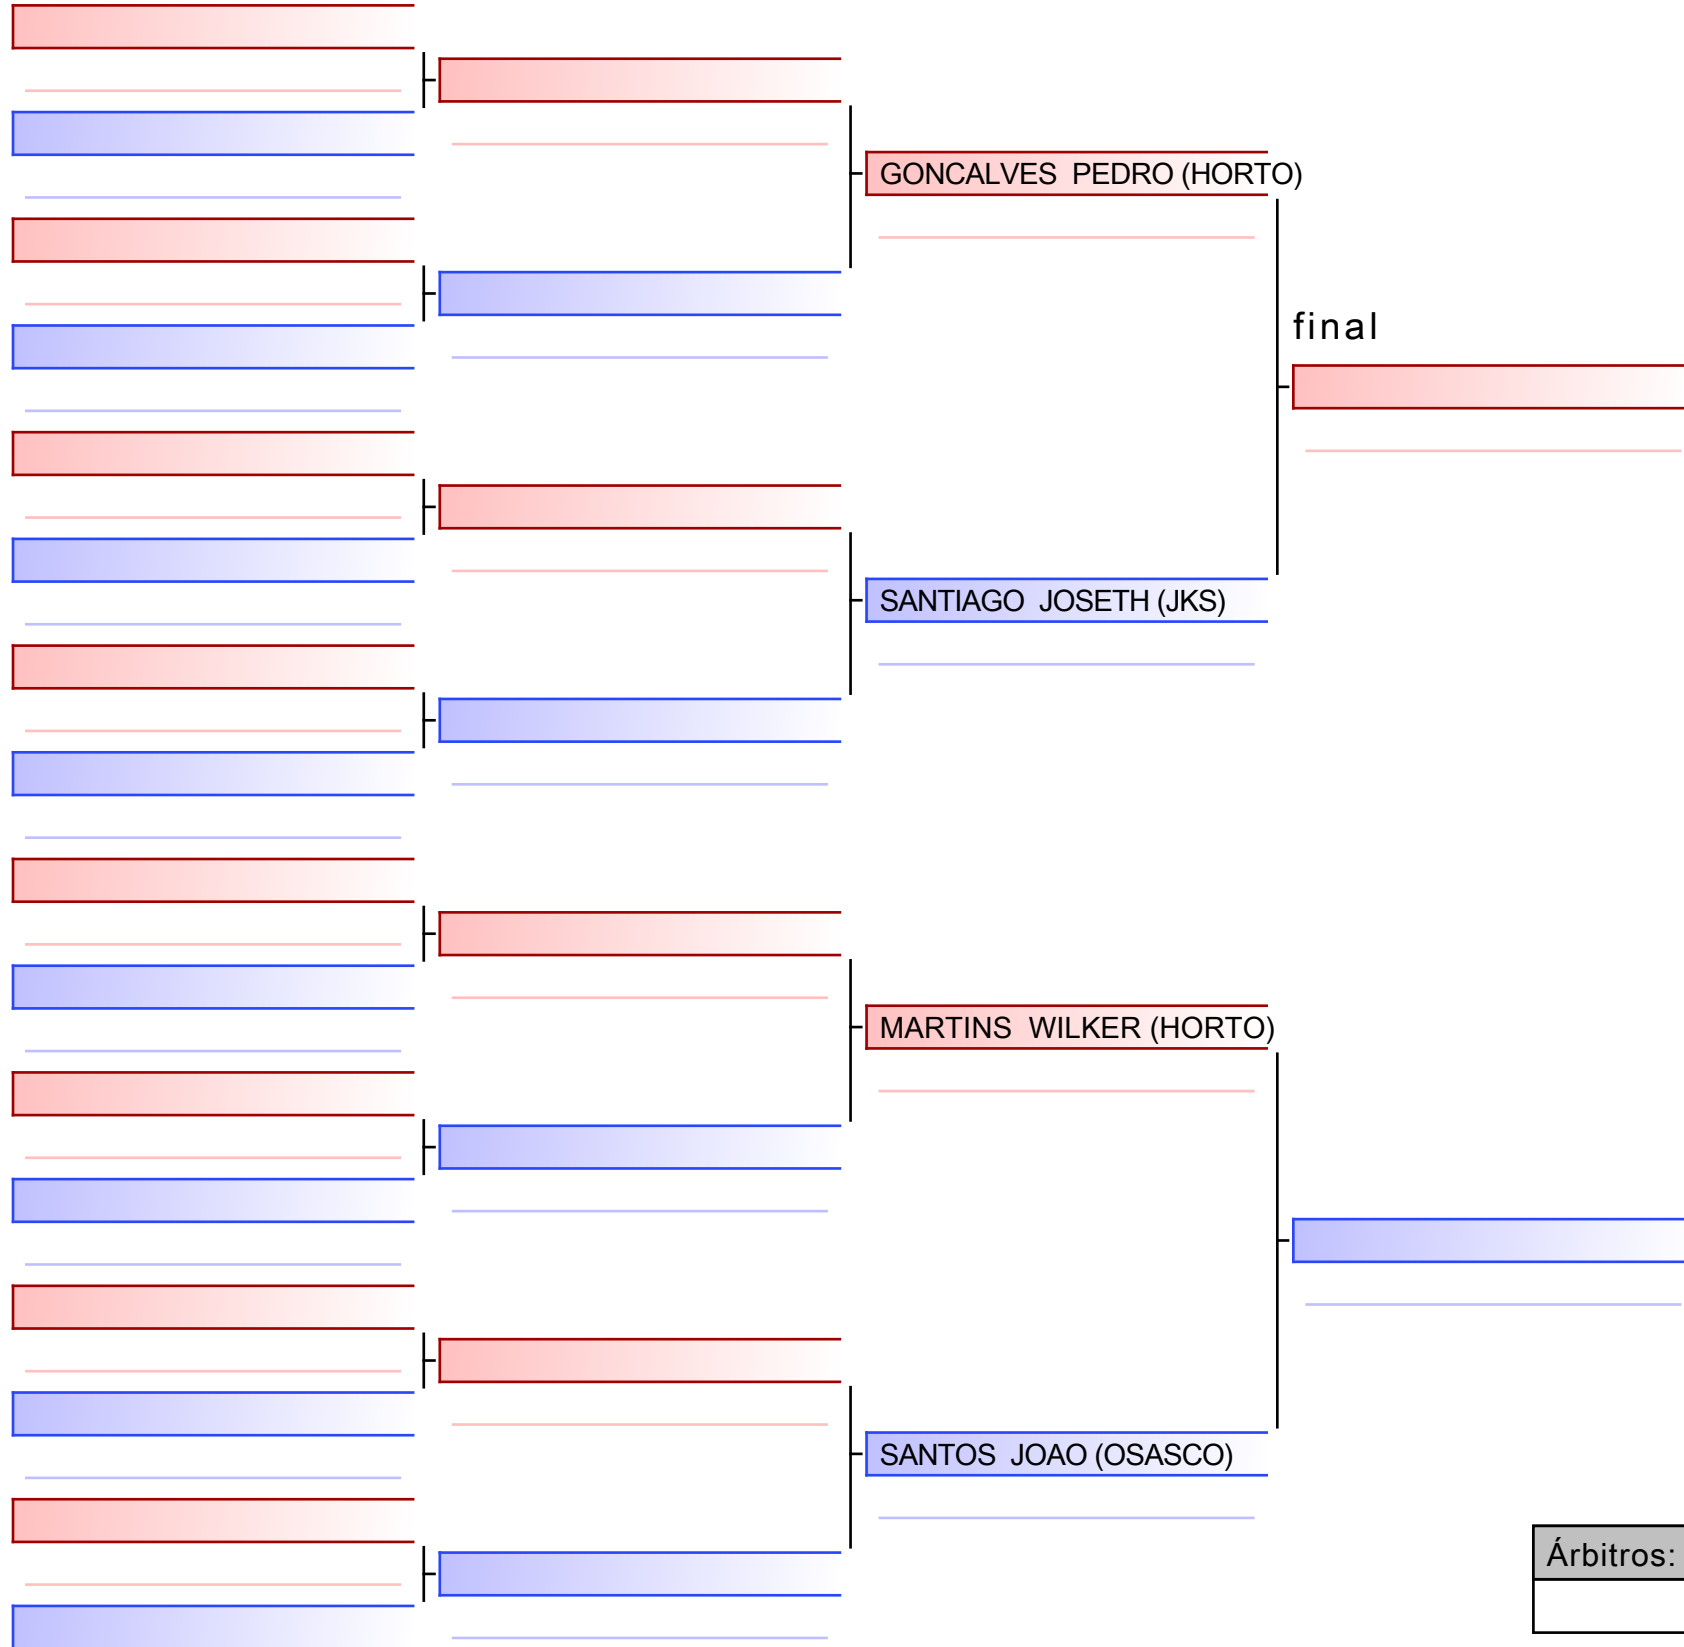 GONCALVES  PEDRO (HORTO)
final
SANTIAGO  JOSETH (JKS)
MARTINS  WILKER (HORTO)
SANTOS  JOAO (OSASCO)
Árbitros: